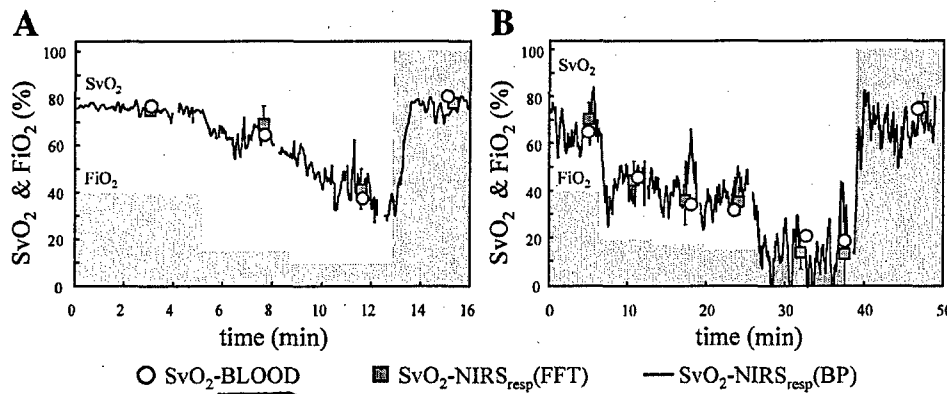 A
B
SvO2 & FiO2 (%)
100
80
60
40
20
0
SvO2
FiO2
0 2 4 6 8 10 12 14 16
time (min)
SvO2 & FiO2 (%)
100
80
60
40
20
0
SvO2
FiO2
0 10 20 30 40 50
time (min)
SvO2-BLOOD SvO2-NIRSresp(FFT) SvO2-NIRSresp(BP)